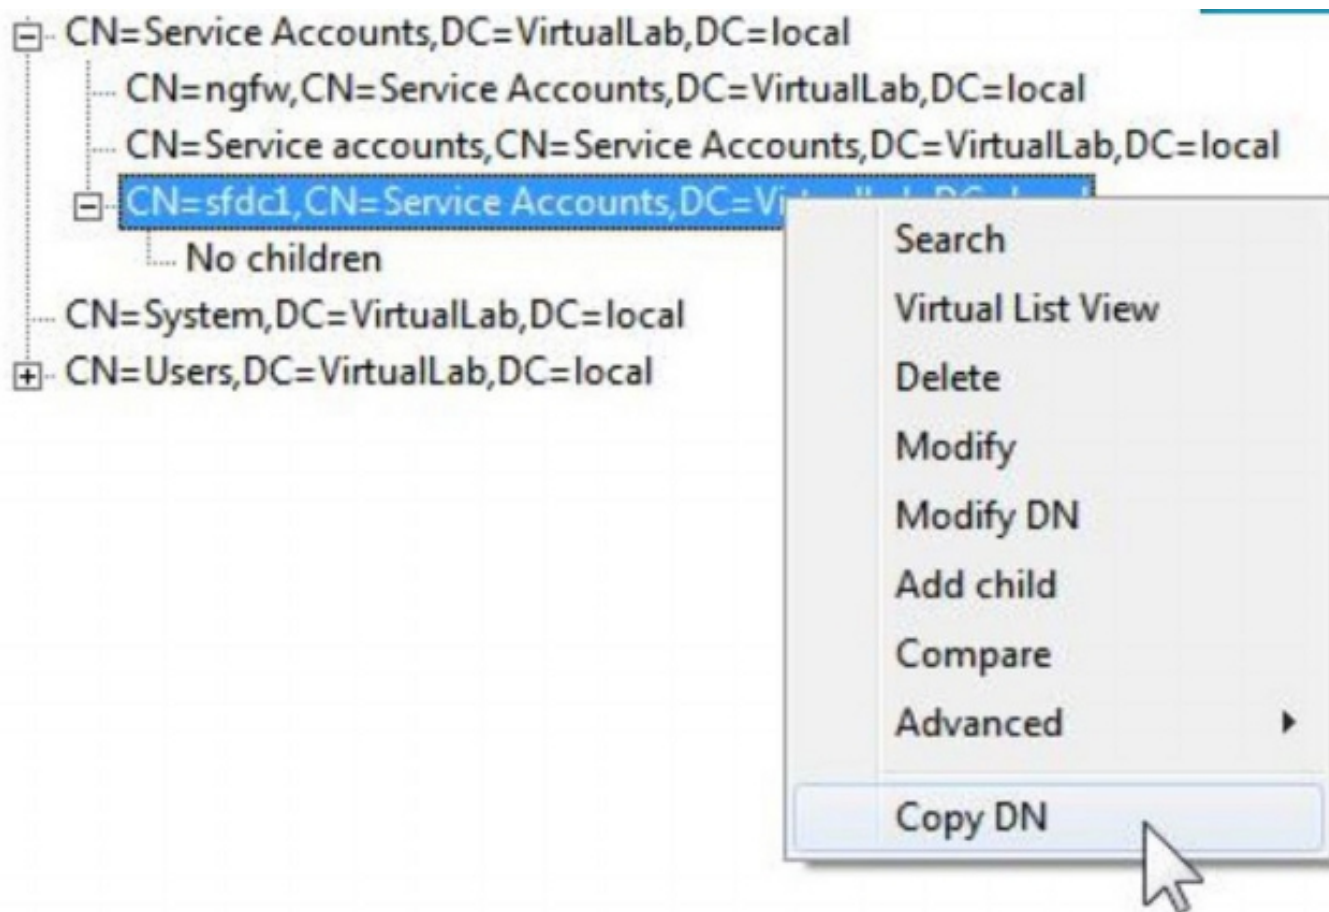 CN=Service Accounts,DC=VirtualLab,DC=local
CN=ngfw,CN=Service Accounts,DC=VirtualLab,DC=local
CN=Service accounts,CN=Service Accounts,DC=VirtualLab,DC=local
CN=sfdc1,CN=Service Accounts,DC=
No children
CN=System,DC=VirtualLab,DC=local
CN=Users,DC=VirtualLab,DC=local
Search
Virtual List View
Delete
Modify
Modify DN
Add child
Compare
Advanced
Copy DN